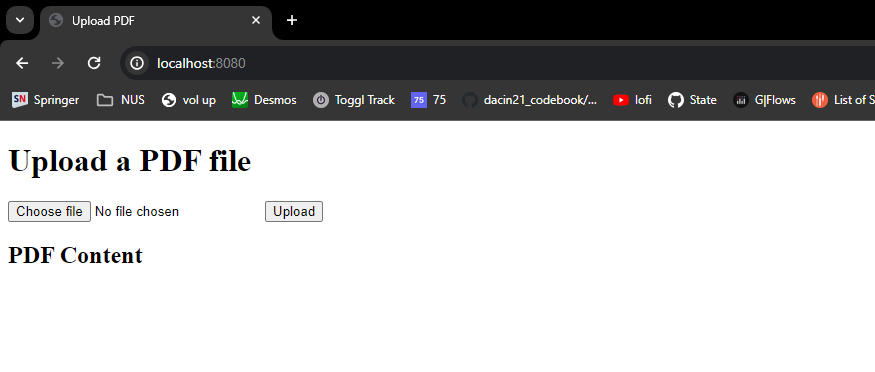 Upload PDF
localhost:8080
SN Springer NUS vol up Desmos Toggl Track 75 75 dacin21_codebook/... lofi State G|Flows List of S
Upload a PDF file
Choose file No file chosen Upload
PDF Content